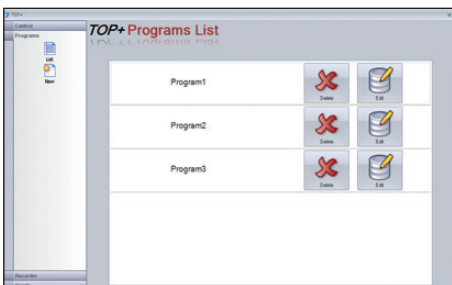 TOP+
Control
Programs
List
New
TOP+ Programs List
Program1
Delete
Edit
Program2
Delete
Edit
Program3
Delete
Edit
Recorder